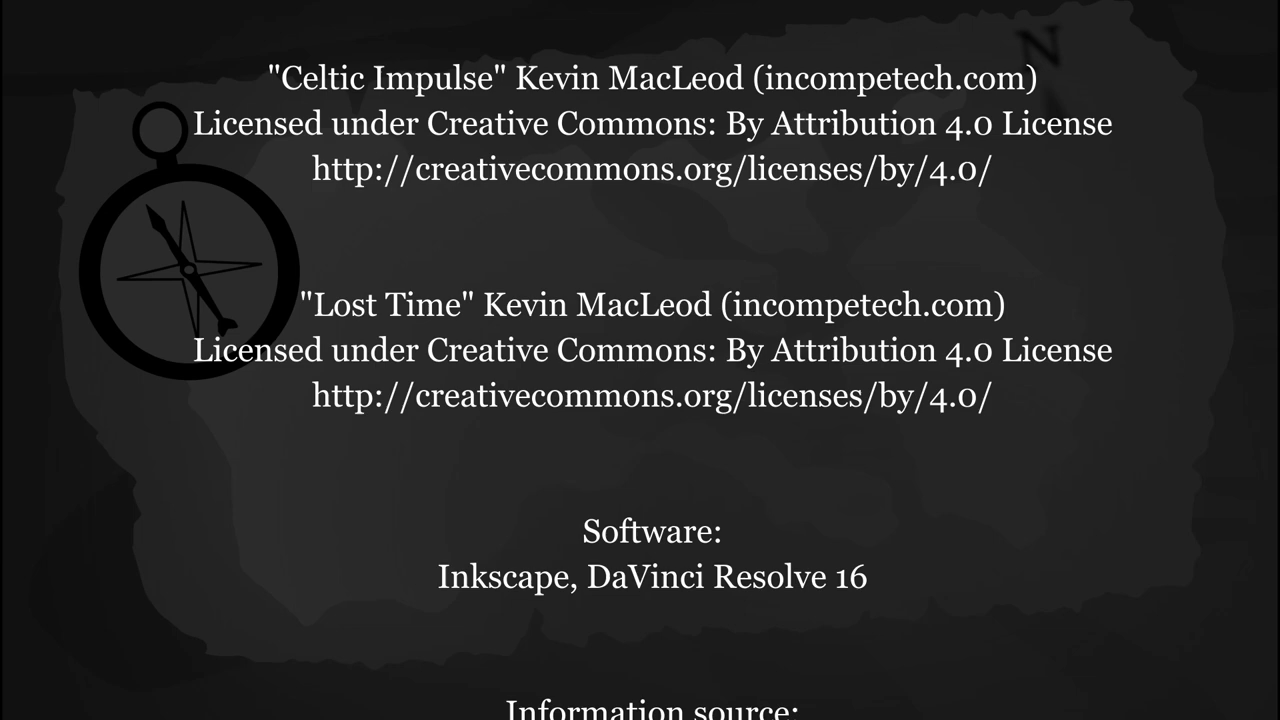 N
"Celtic Impulse" Kevin MacLeod (incompetech.com)
Licensed under Creative Commons: By Attribution 4.0 License
http://creativecommons.org/licenses/by/4.0/
"Lost Time" Kevin MacLeod (incompetech.com)
Licensed under Creative Commons: By Attribution 4.0 License
http://creativecommons.org/licenses/by/4.0/
Software:
Inkscape, DaVinci Resolve 16
Information source: